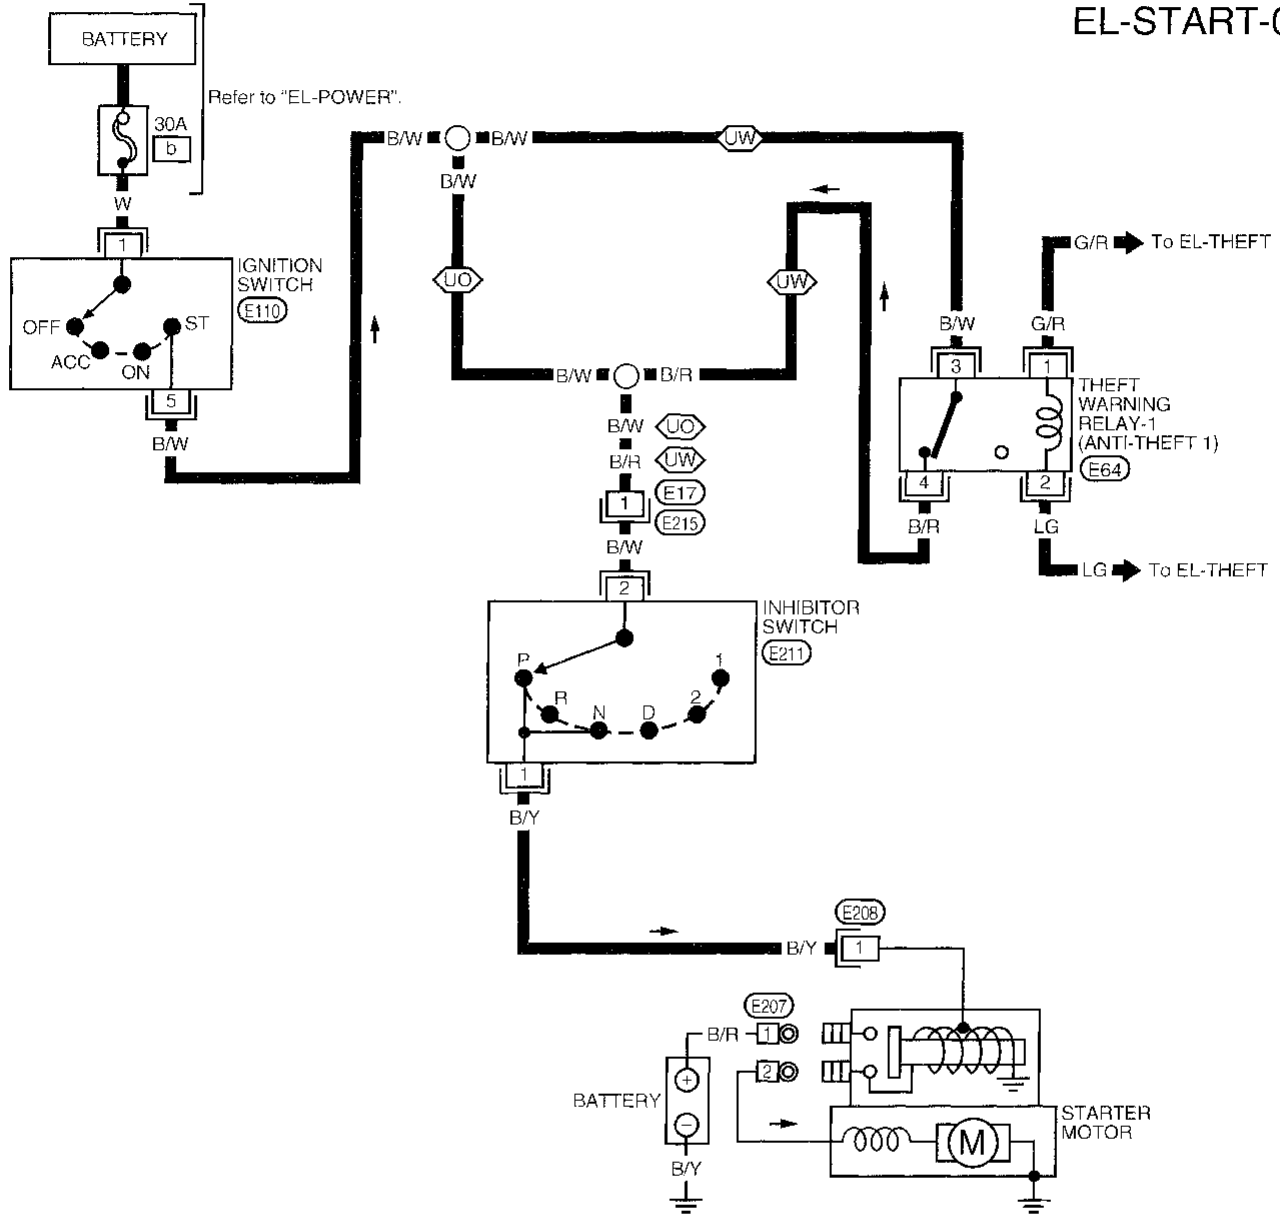 EL-START-0
BATTERY
Refer to "EL-POWER".
30A
b
W
1
IGNITION
SWITCH
E110
OFF
ST
ACC
ON
5
B/W
B/W
B/W
UW
B/W
UO
UW
B/W
B/R
B/W
UO
B/R
UW
1
E17
E215
B/W
2
G/R
To EL-THEFT
B/W
G/R
3
1
THEFT
WARNING
RELAY-1
(ANTI-THEFT 1)
E64
4
2
B/R
LG
LG
To EL-THEFT
INHIBITOR
SWITCH
E211
P
R
N
D
2
1
1
B/Y
E208
B/Y
1
E207
B/R
1
2
BATTERY
+
−
B/Y
M
STARTER
MOTOR